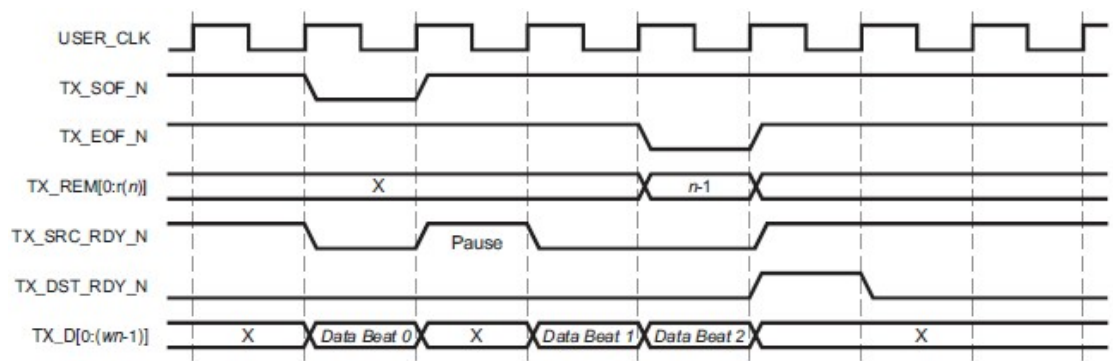 USER_CLK
TX_SOF_N
TX_EOF_N
TX_REM[0:r(n)] X n-1
TX_SRC_RDY_N Pause
TX_DST_RDY_N
TX_D[0:(wn-1)] X Data Beat 0 X Data Beat 1 Data Beat 2 X